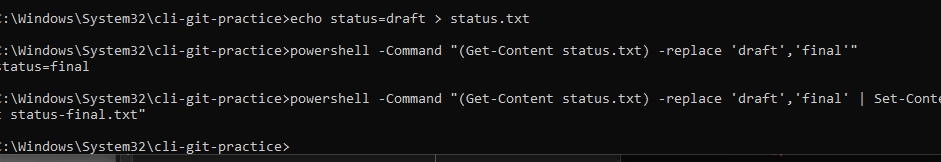 C:\Windows\System32\cli-git-practice>echo status=draft > status.txt
C:\Windows\System32\cli-git-practice>powershell -Command "(Get-Content status.txt) -replace 'draft','final'"
status=final
C:\Windows\System32\cli-git-practice>powershell -Command "(Get-Content status.txt) -replace 'draft','final' | Set-Conte
t status-final.txt"
C:\Windows\System32\cli-git-practice>